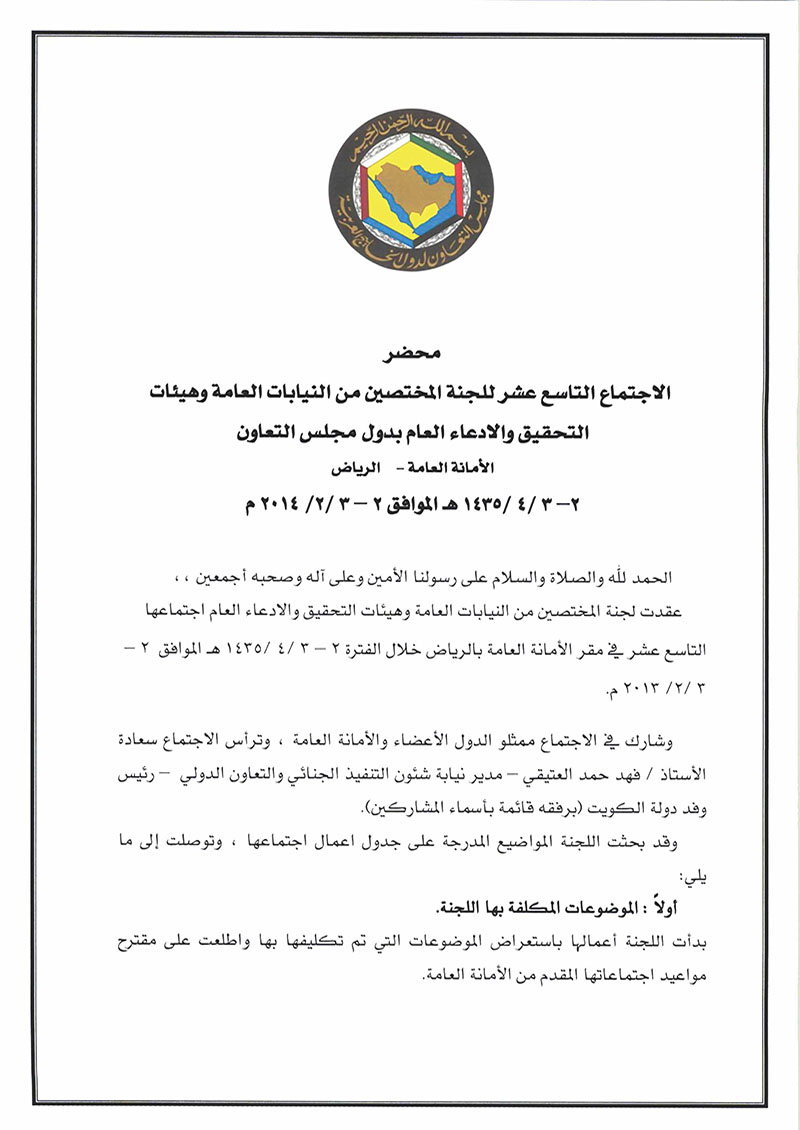 بسم الله الرحمن الرحيم
مجلس التعاون لدول الخليج العربية
محضر
الاجتماع التاسع عشر للجنة المختصين من النيابات العامة وهيئات
التحقيق والادعاء العام بدول مجلس التعاون
الأمانة العامة - الرياض
٢– ٣ /٤ /١٤٣٥ هـ الموافق ٢ – ٣ /٢/ ٢٠١٤ م
الحمد لله والصلاة والسلام على رسولنا الأمين وعلى آله وصحبه أجمعين ، ،
عقدت لجنة المختصين من النيابات العامة وهيئات التحقيق والادعاء العام اجتماعها
التاسع عشر في مقر الأمانة العامة بالرياض خلال الفترة ٢ – ٣ /٤ /١٤٣٥ هـ الموافق ٢ –
٣ /٢/ ٢٠١٣ م.
وشارك في الاجتماع ممثلو الدول الأعضاء والأمانة العامة ، وترأس الاجتماع سعادة
الأستاذ / فهد حمد العتيقي – مدير نيابة شئون التنفيذ الجنائي والتعاون الدولي – رئيس
وفد دولة الكويت (برفقه قائمة بأسماء المشاركين).
وقد بحثت اللجنة المواضيع المدرجة على جدول اعمال اجتماعها ، وتوصلت إلى ما
يلي:
أولاً : الموضوعات المكلفة بها اللجنة.
بدأت اللجنة أعمالها باستعراض الموضوعات التي تم تكليفها بها واطلعت على مقترح
مواعيد اجتماعاتها المقدم من الأمانة العامة.